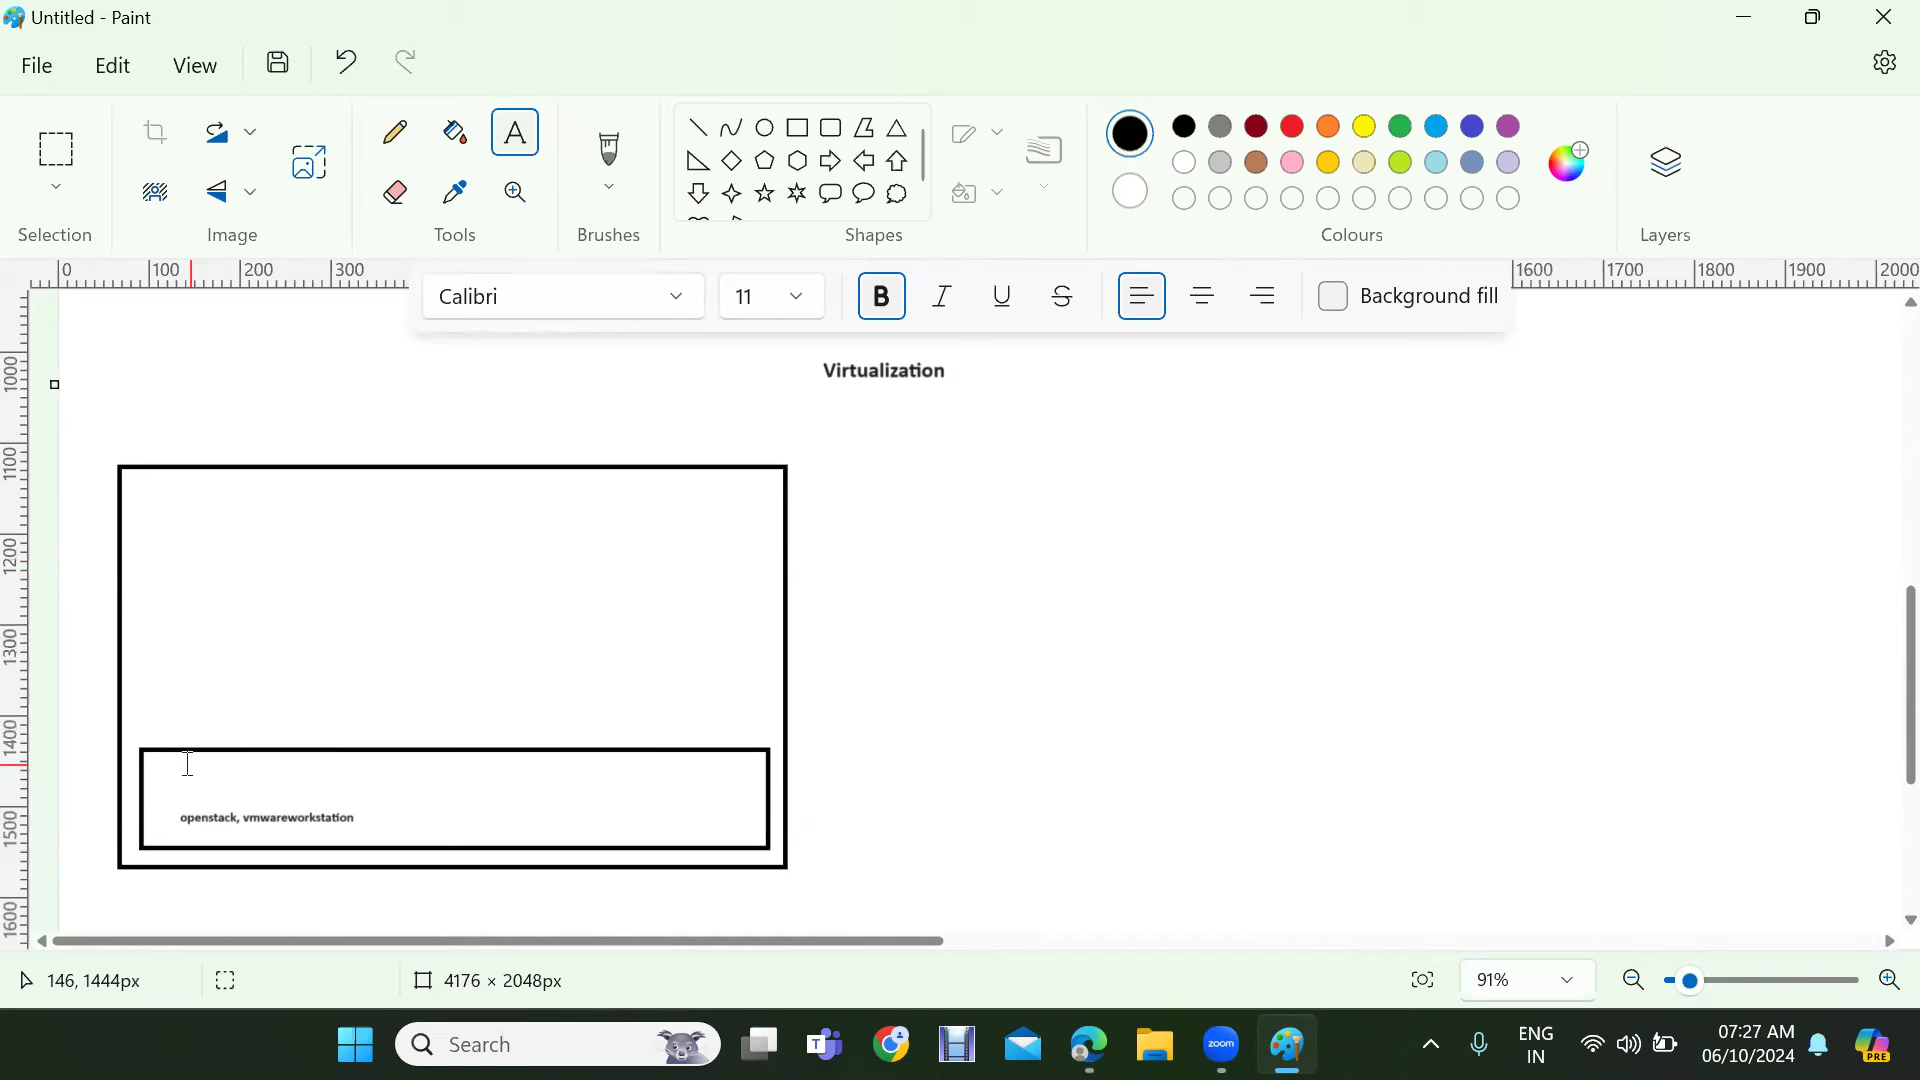 Untitled - Paint
File Edit View
Selection Image Tools Brushes Shapes Colours Layers
0 100 200 300 1600 1700 1800 1900 2000
Calibri 11 B I U S Background fill
Virtualization
1000
1100
1200
1300
1400
1500
1600
openstack, vmwareworkstation
146, 1444px 4176 × 2048px 91%
Search T zoom PRE
ENG 07:27 AM
IN 06/10/2024